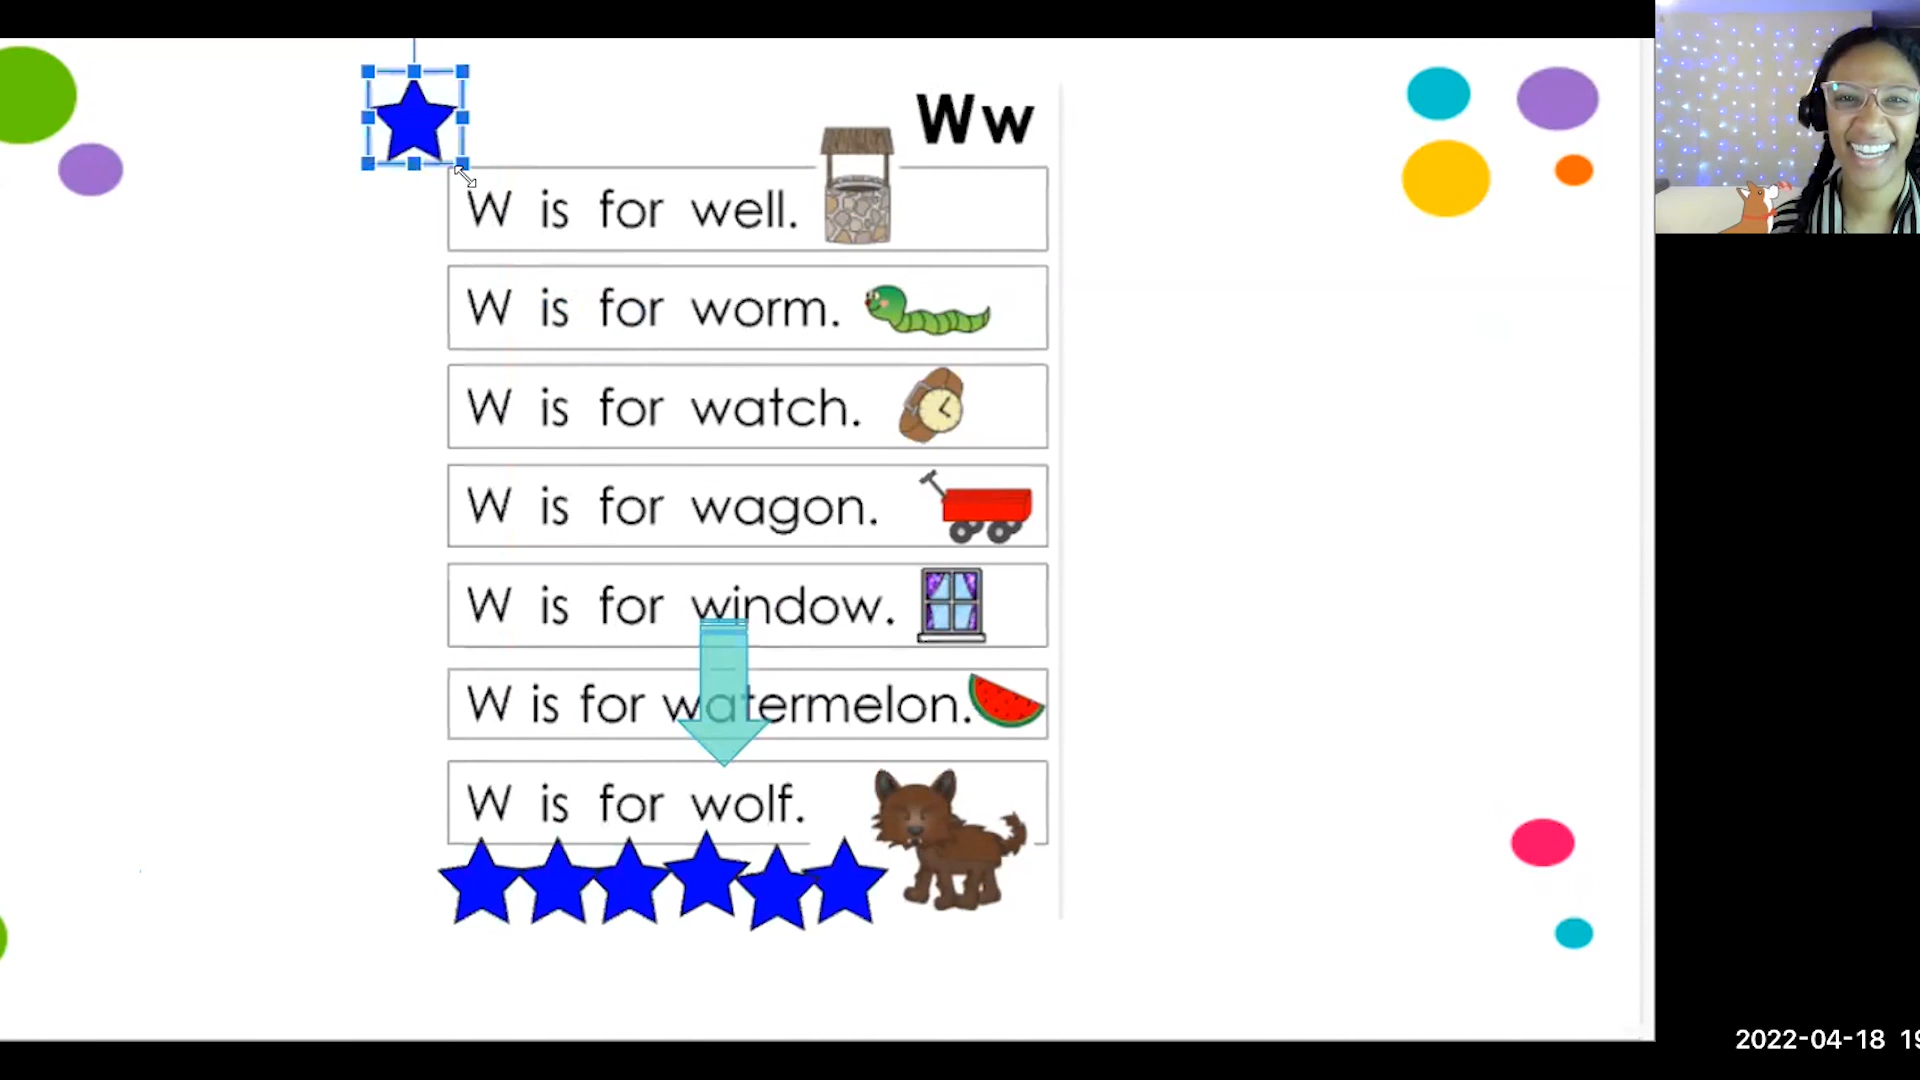 Ww
W is for well.
W is for worm.
W is for watch.
W is for wagon.
W is for window.
W is for watermelon.
W is for wolf.
2022-04-18 19